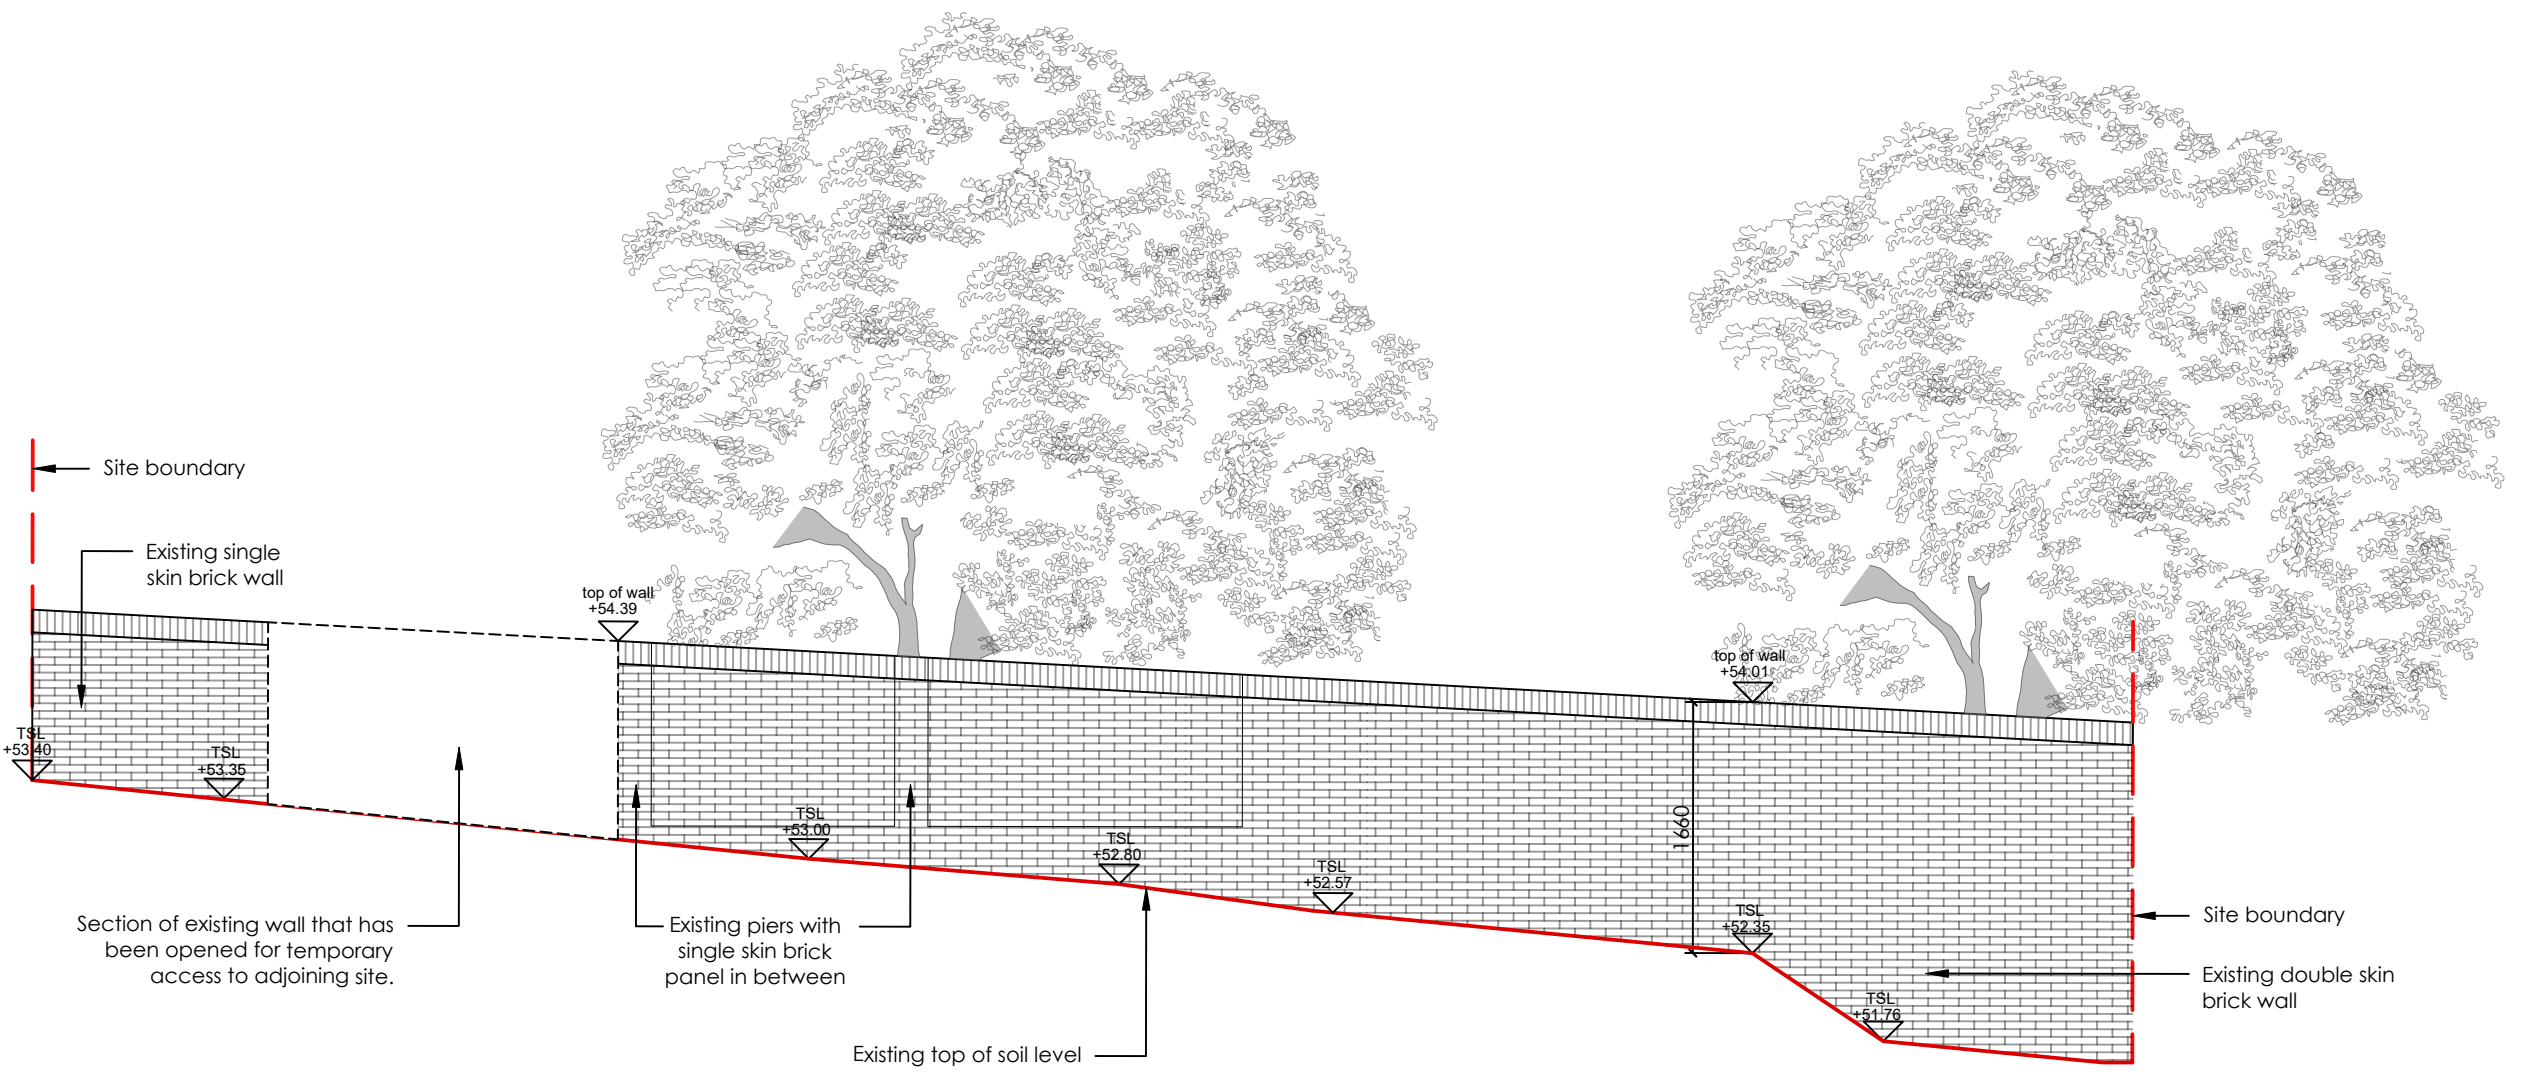 Site boundary
Existing single
skin brick wall
top of wall
+54.39
top of wall
+54.01
TSL
+53.40
TSL
+53.35
TSL
+53.00
TSL
+52.80
TSL
+52.57
1660
TSL
+52.35
TSL
+51.76
Section of existing wall that has
been opened for temporary
access to adjoining site.
Existing piers with
single skin brick
panel in between
Existing top of soil level
Site boundary
Existing double skin
brick wall